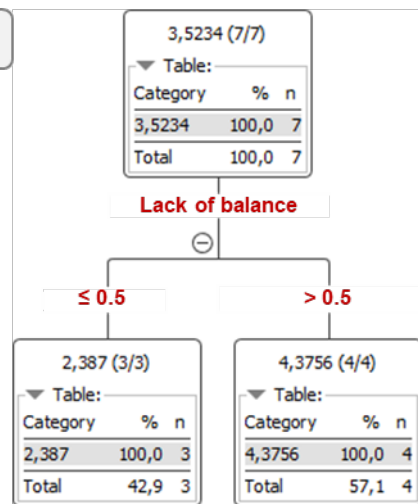 3,5234 (7/7)
Table:
Category % n
3,5234 100,0 7
Total 100,0 7
Lack of balance
≤ 0.5
> 0.5
2,387 (3/3)
Table:
Category % n
2,387 100,0 3
Total 42,9 3
4,3756 (4/4)
Table:
Category % n
4,3756 100,0 4
Total 57,1 4